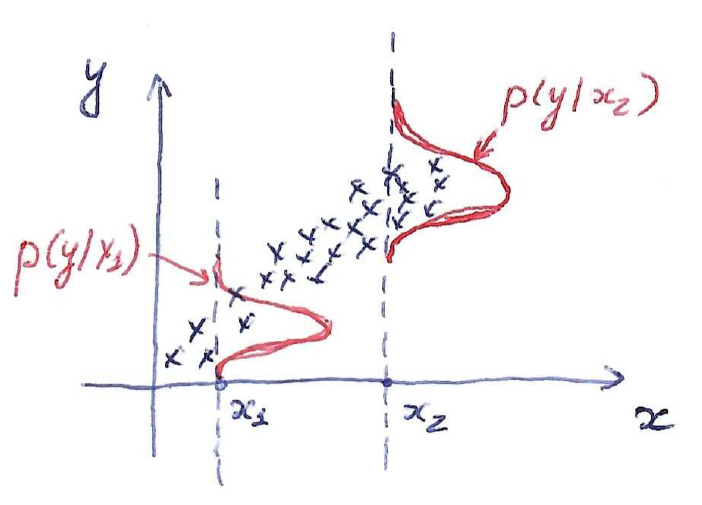 y
p(y/x₂)
p(y/x₁)
x₁
x₂
x